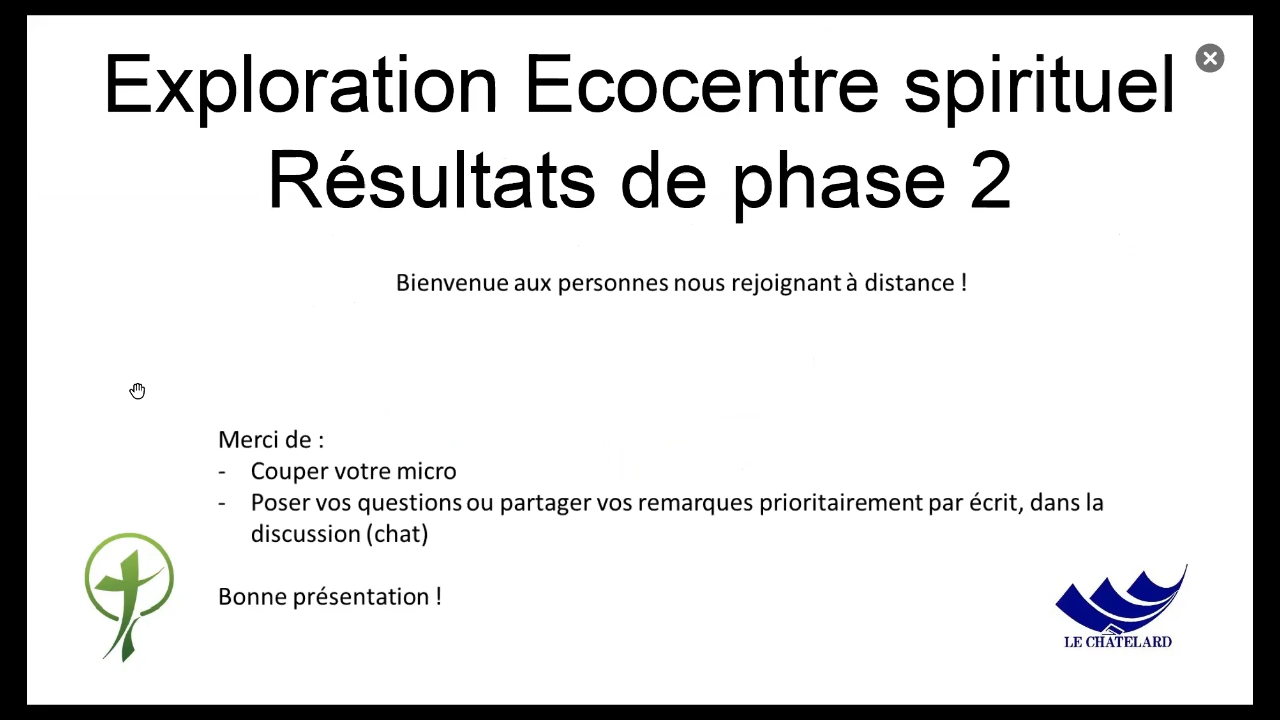 Exploration Ecocentre spirituel
Résultats de phase 2
Bienvenue aux personnes nous rejoignant à distance !
Merci de :
- Couper votre micro
- Poser vos questions ou partager vos remarques prioritairement par écrit, dans la
discussion (chat)
Bonne présentation !
LE CHÂTELARD